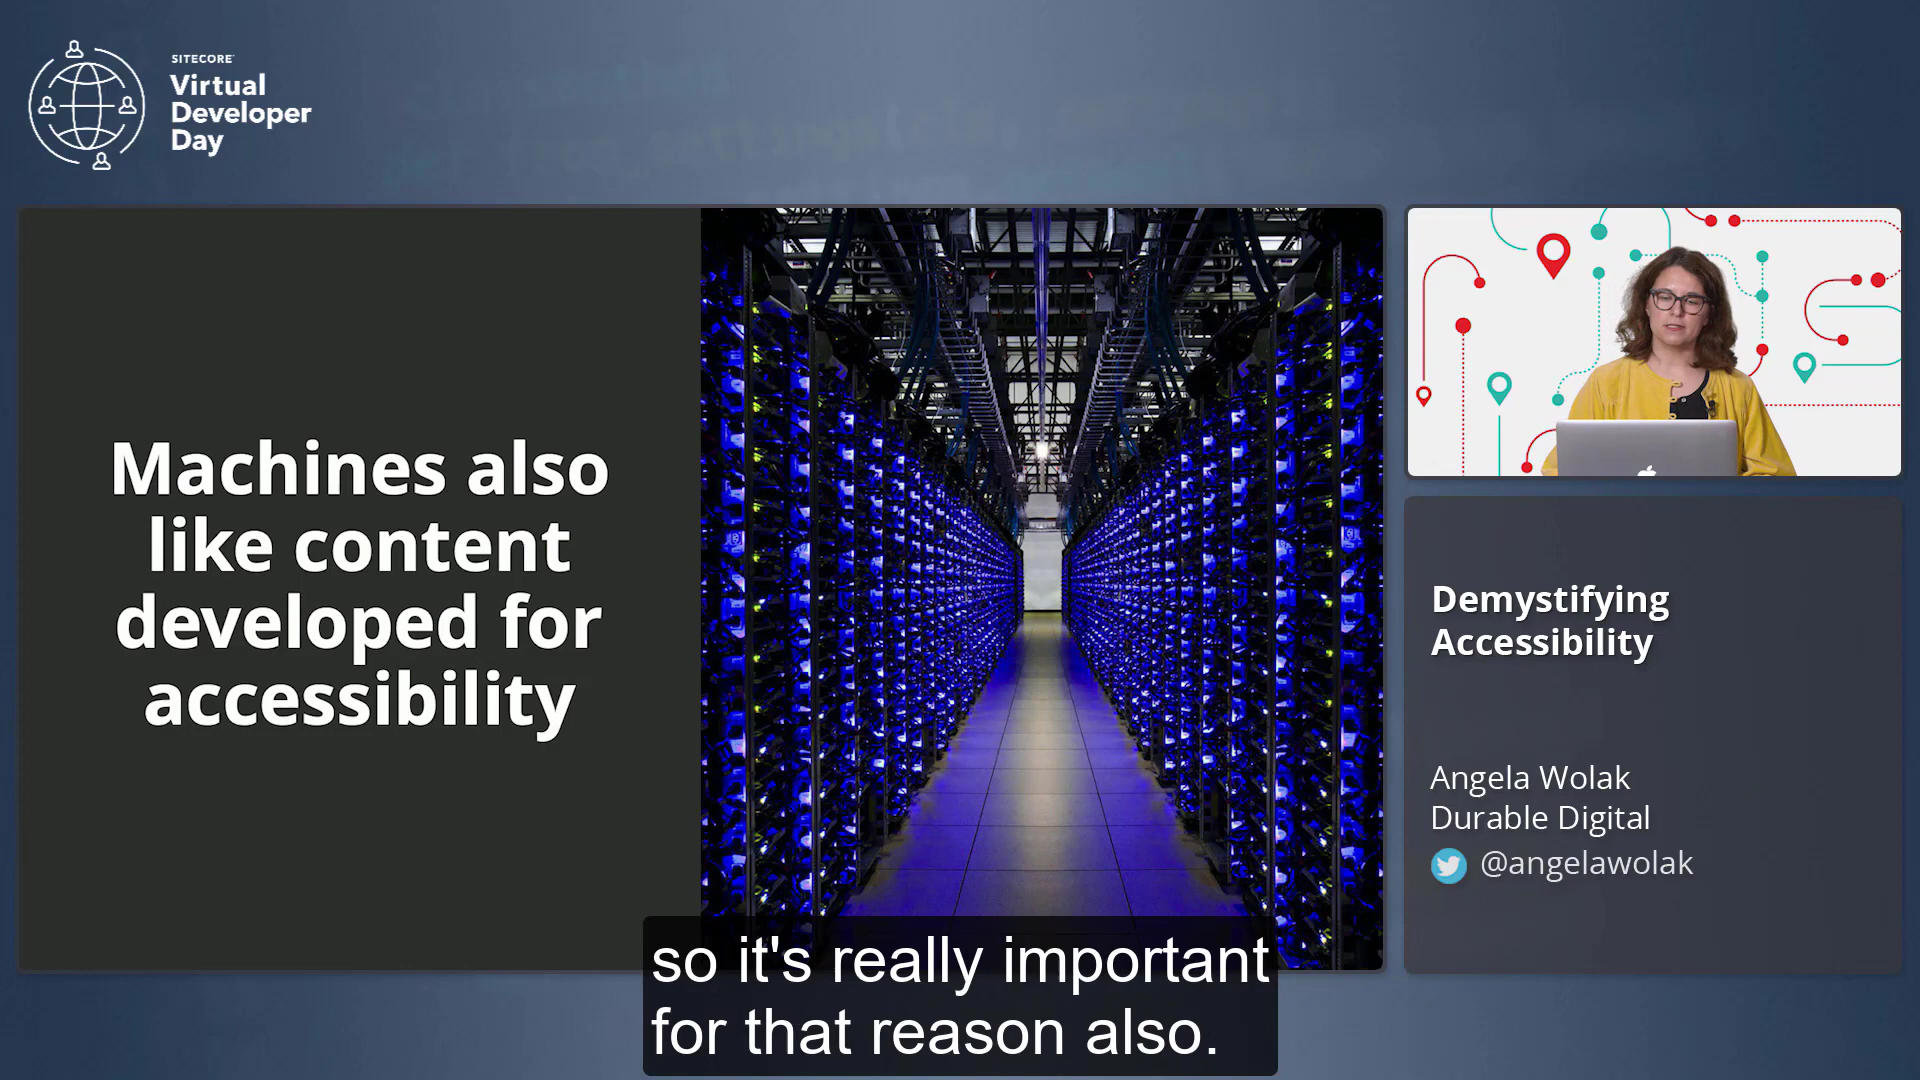 SITECORE
Virtual
Developer
Day
Machines also
like content
developed for
accessibility
Demystifying
Accessibility
Angela Wolak
Durable Digital
@angelawolak
so it's really important
for that reason also.